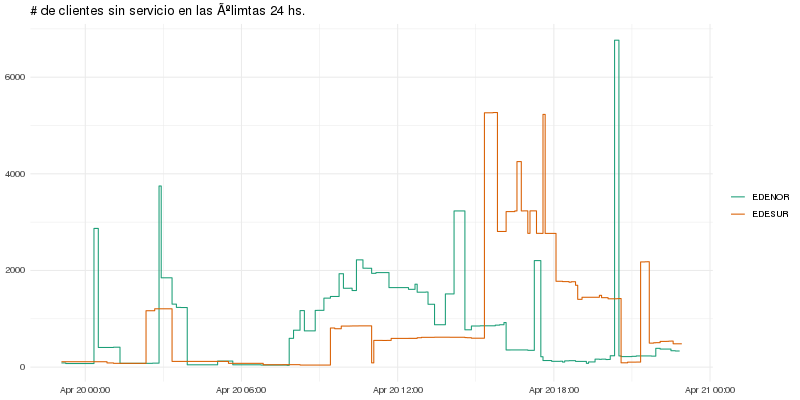 # de clientes sin servicio en las Ãºlimtas 24 hs.
6000
4000
2000
0
Apr 20 00:00
Apr 20 06:00
Apr 20 12:00
Apr 20 18:00
Apr 21 00:00
EDENOR
EDESUR